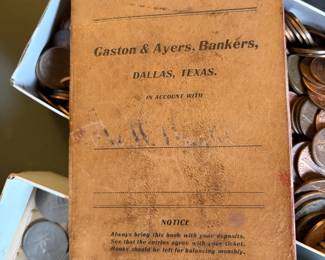 Gaston & Ayers, Bankers,
DALLAS, TEXAS.
IN ACCOUNT WITH
NOTICE
Always bring this book with your deposits.
See that the entries agree with your ticket.
Books should be left for balancing monthly.